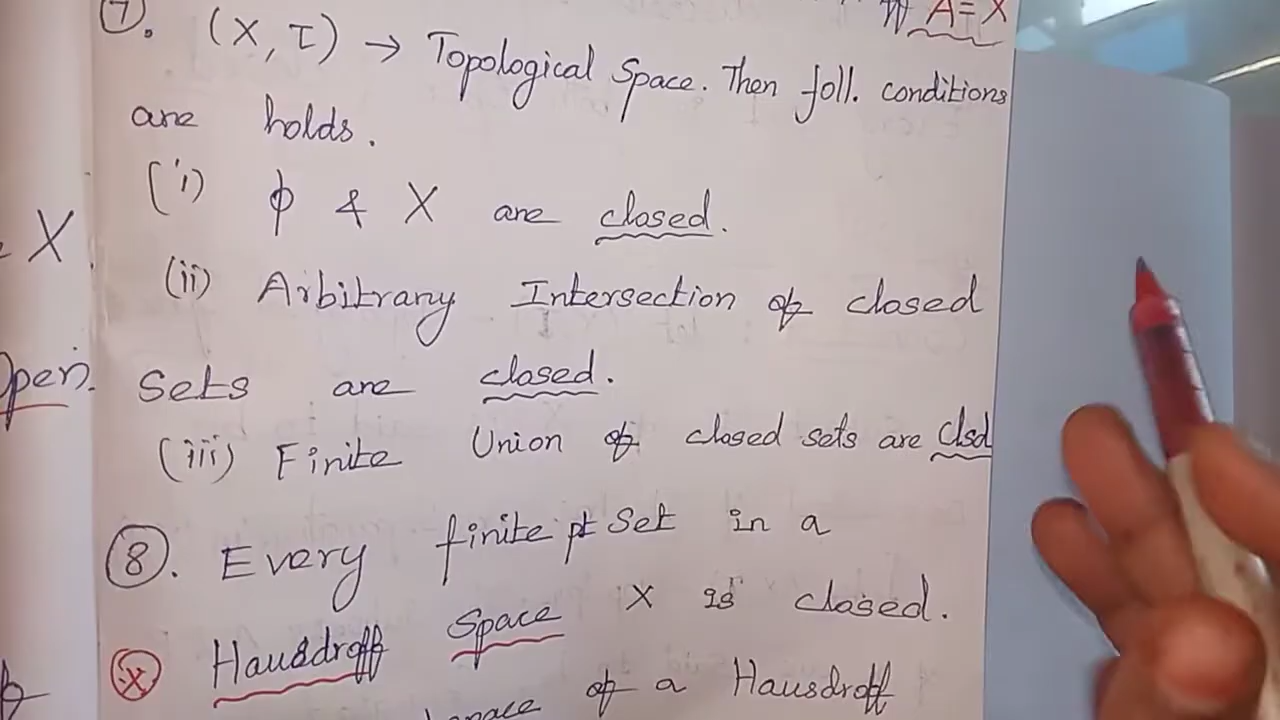 7. (X, τ) → Topological Space. Then foll. conditions
are holds.
(i) φ & X are closed.
(ii) Arbitrary Intersection of closed
Sets are closed.
(iii) Finite Union of closed sets are Clsd
8. Every finite pt Set in a
Hausdroff Space X is closed.
of a Hausdroff
A = X
X
Open.